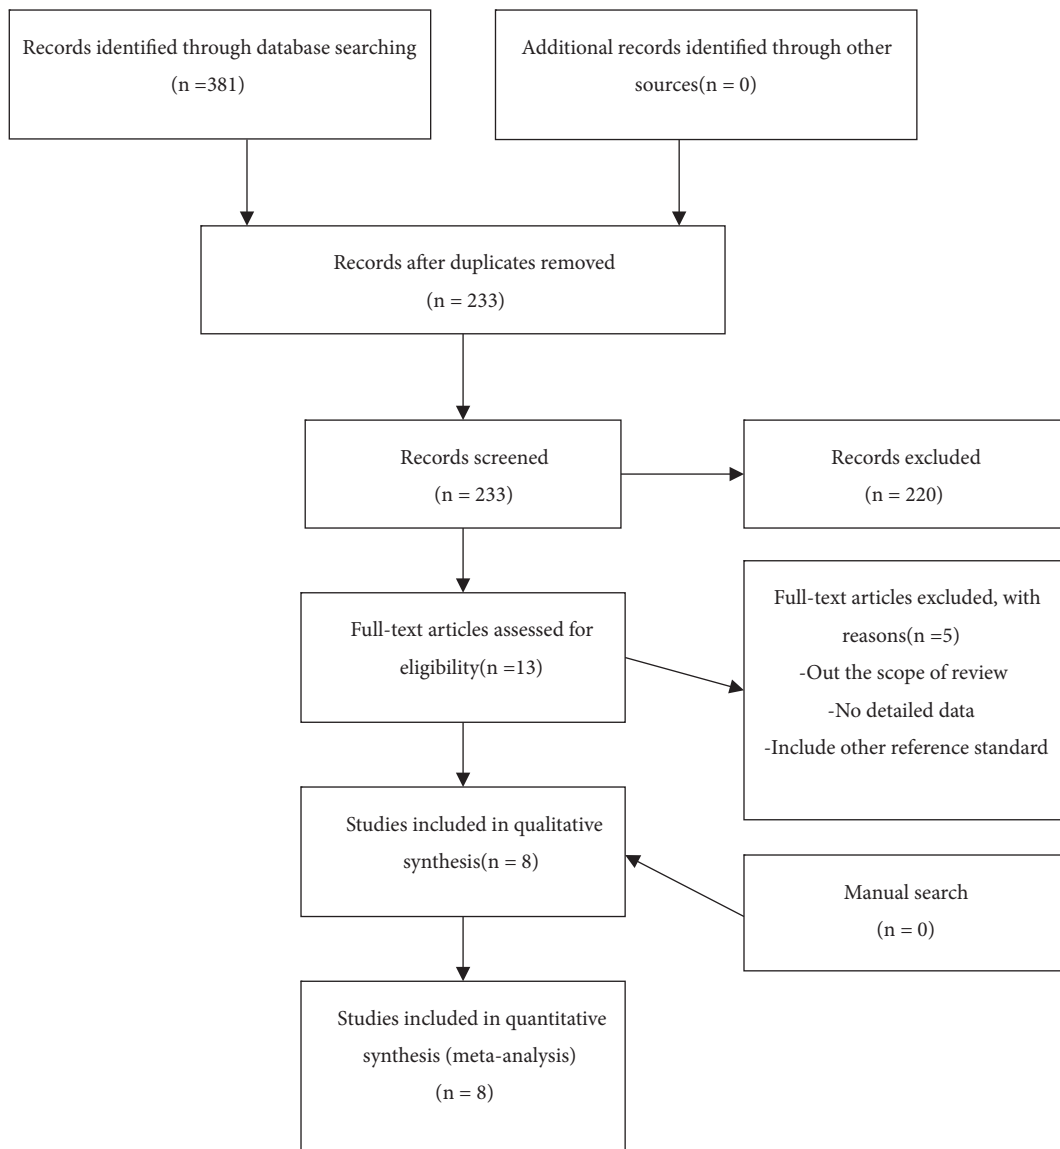 Records identified through database searching
(n =381)
Additional records identified through other
sources(n = 0)
Records after duplicates removed
(n = 233)
Records screened
(n = 233)
Records excluded
(n = 220)
Full-text articles assessed for
eligibility(n =13)
Full-text articles excluded, with
reasons(n =5)
-Out the scope of review
-No detailed data
-Include other reference standard
Studies included in qualitative
synthesis(n = 8)
Manual search
(n = 0)
Studies included in quantitative
synthesis (meta-analysis)
(n = 8)